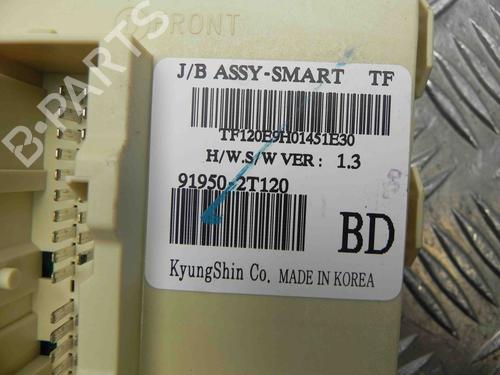 FRONT
J/B ASSY-SMART TF
TF120E9H01451E30
H/W.S/W VER : 1.3
91950-2T120
BD
KyungShin Co. MADE IN KOREA
B-PARTS